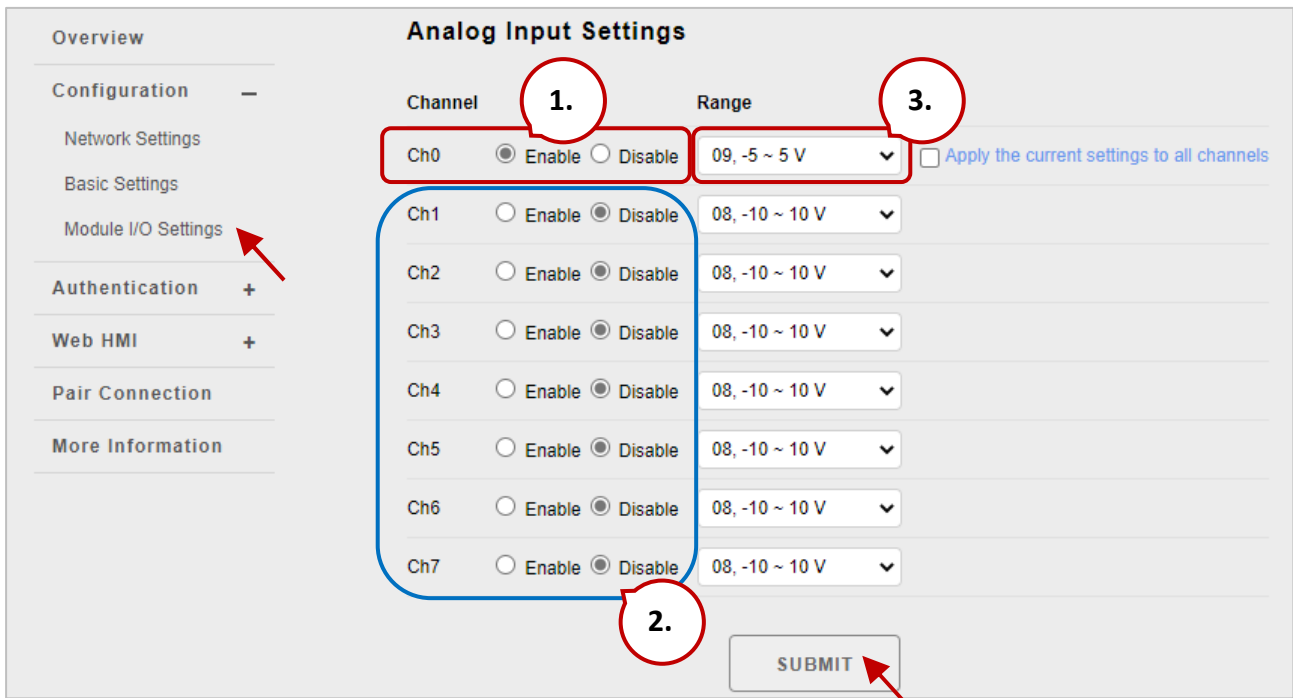 Overview
Configuration –
Network Settings
Basic Settings
Module I/O Settings
Authentication +
Web HMI +
Pair Connection
More Information
Analog Input Settings
1.
3.
Channel Range
Ch0 Enable Disable 09, -5 ~ 5 V Apply the current settings to all channels
Ch1 Enable Disable 08, -10 ~ 10 V
Ch2 Enable Disable 08, -10 ~ 10 V
Ch3 Enable Disable 08, -10 ~ 10 V
Ch4 Enable Disable 08, -10 ~ 10 V
Ch5 Enable Disable 08, -10 ~ 10 V
Ch6 Enable Disable 08, -10 ~ 10 V
Ch7 Enable Disable 08, -10 ~ 10 V
2.
SUBMIT